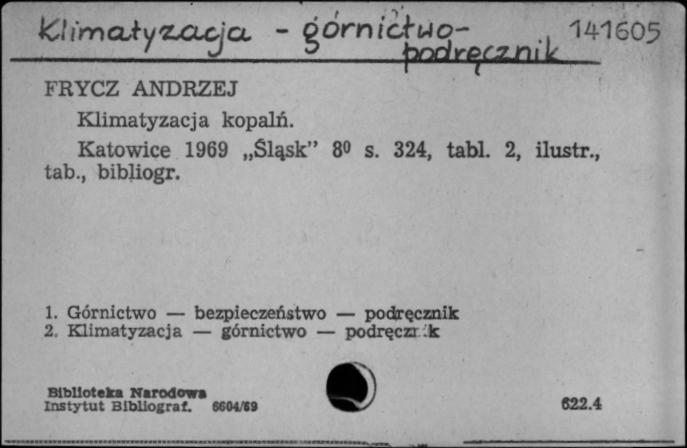 Klimatyzacja - górnictwo- 141605
podręcznik
FRYCZ ANDRZEJ
Klimatyzacja kopalń.
Katowice 1969 „Śląsk” 8⁰ s. 324, tabl. 2, ilustr.,
tab., bibliogr.
1. Górnictwo — bezpieczeństwo — podręcznik
2. Klimatyzacja — górnictwo — podręcznik
Biblioteka Narodowa
Instytut Bibliograf. 6604/69 622.4